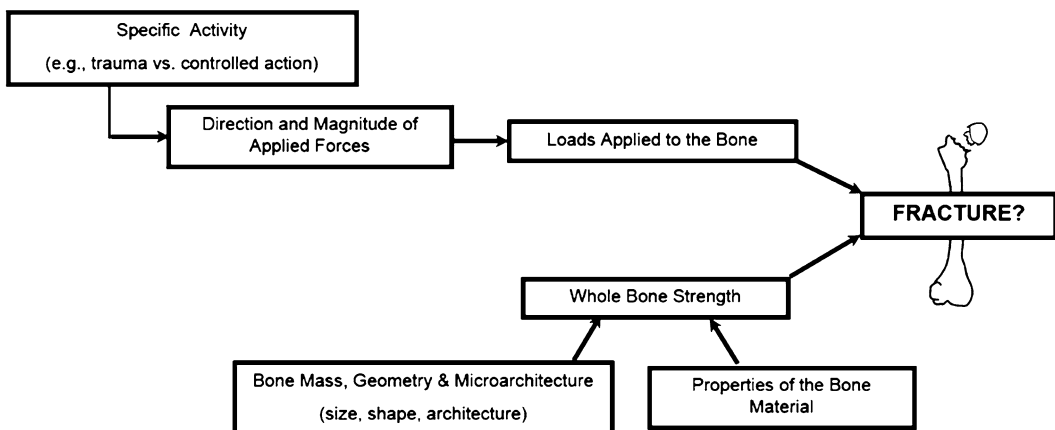 Specific Activity
(e.g., trauma vs. controlled action)
Direction and Magnitude of
Applied Forces
Loads Applied to the Bone
FRACTURE?
Whole Bone Strength
Bone Mass, Geometry & Microarchitecture
(size, shape, architecture)
Properties of the Bone
Material